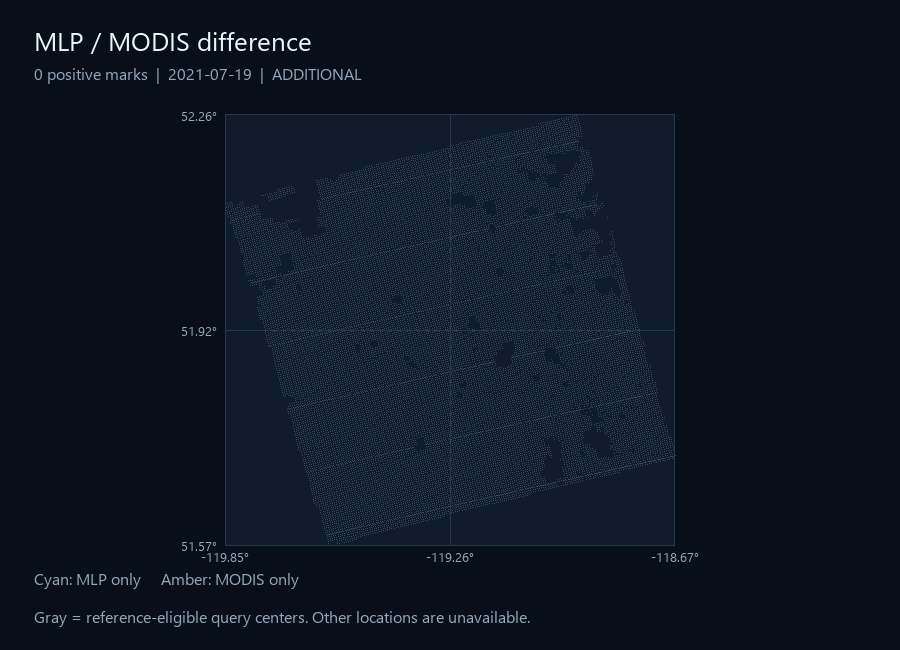 MLP / MODIS difference
0 positive marks | 2021-07-19 | ADDITIONAL
52.26°
51.92°
51.57°
-119.85° -119.26° -118.67°
Cyan: MLP only Amber: MODIS only
Gray = reference-eligible query centers. Other locations are unavailable.